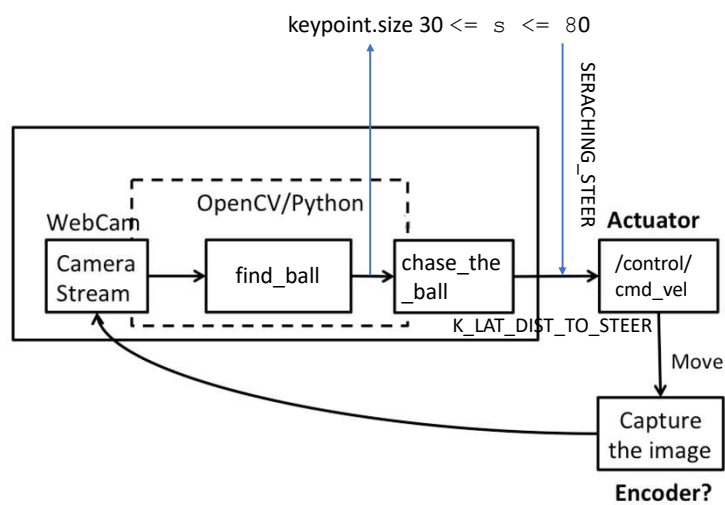 keypoint.size 30 <= s <= 80
SERACHING_STEER
OpenCV/Python
WebCam
Actuator
Camera
Stream
find_ball
chase_the
_ball
/control/
cmd_vel
K_LAT_DIST_TO_STEER
Move
Capture
the image
Encoder?